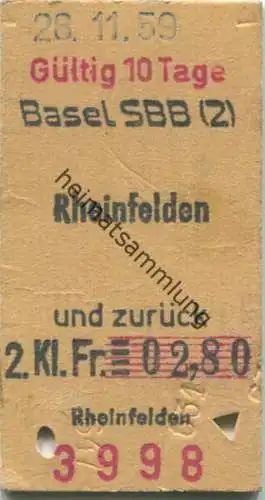 28.11.59
Gültig 10 Tage
Basel SBB (2)
Rheinfelden
heimatsammlung
und zurück
2. Kl. Fr. 02,80
Rheinfelden
3998